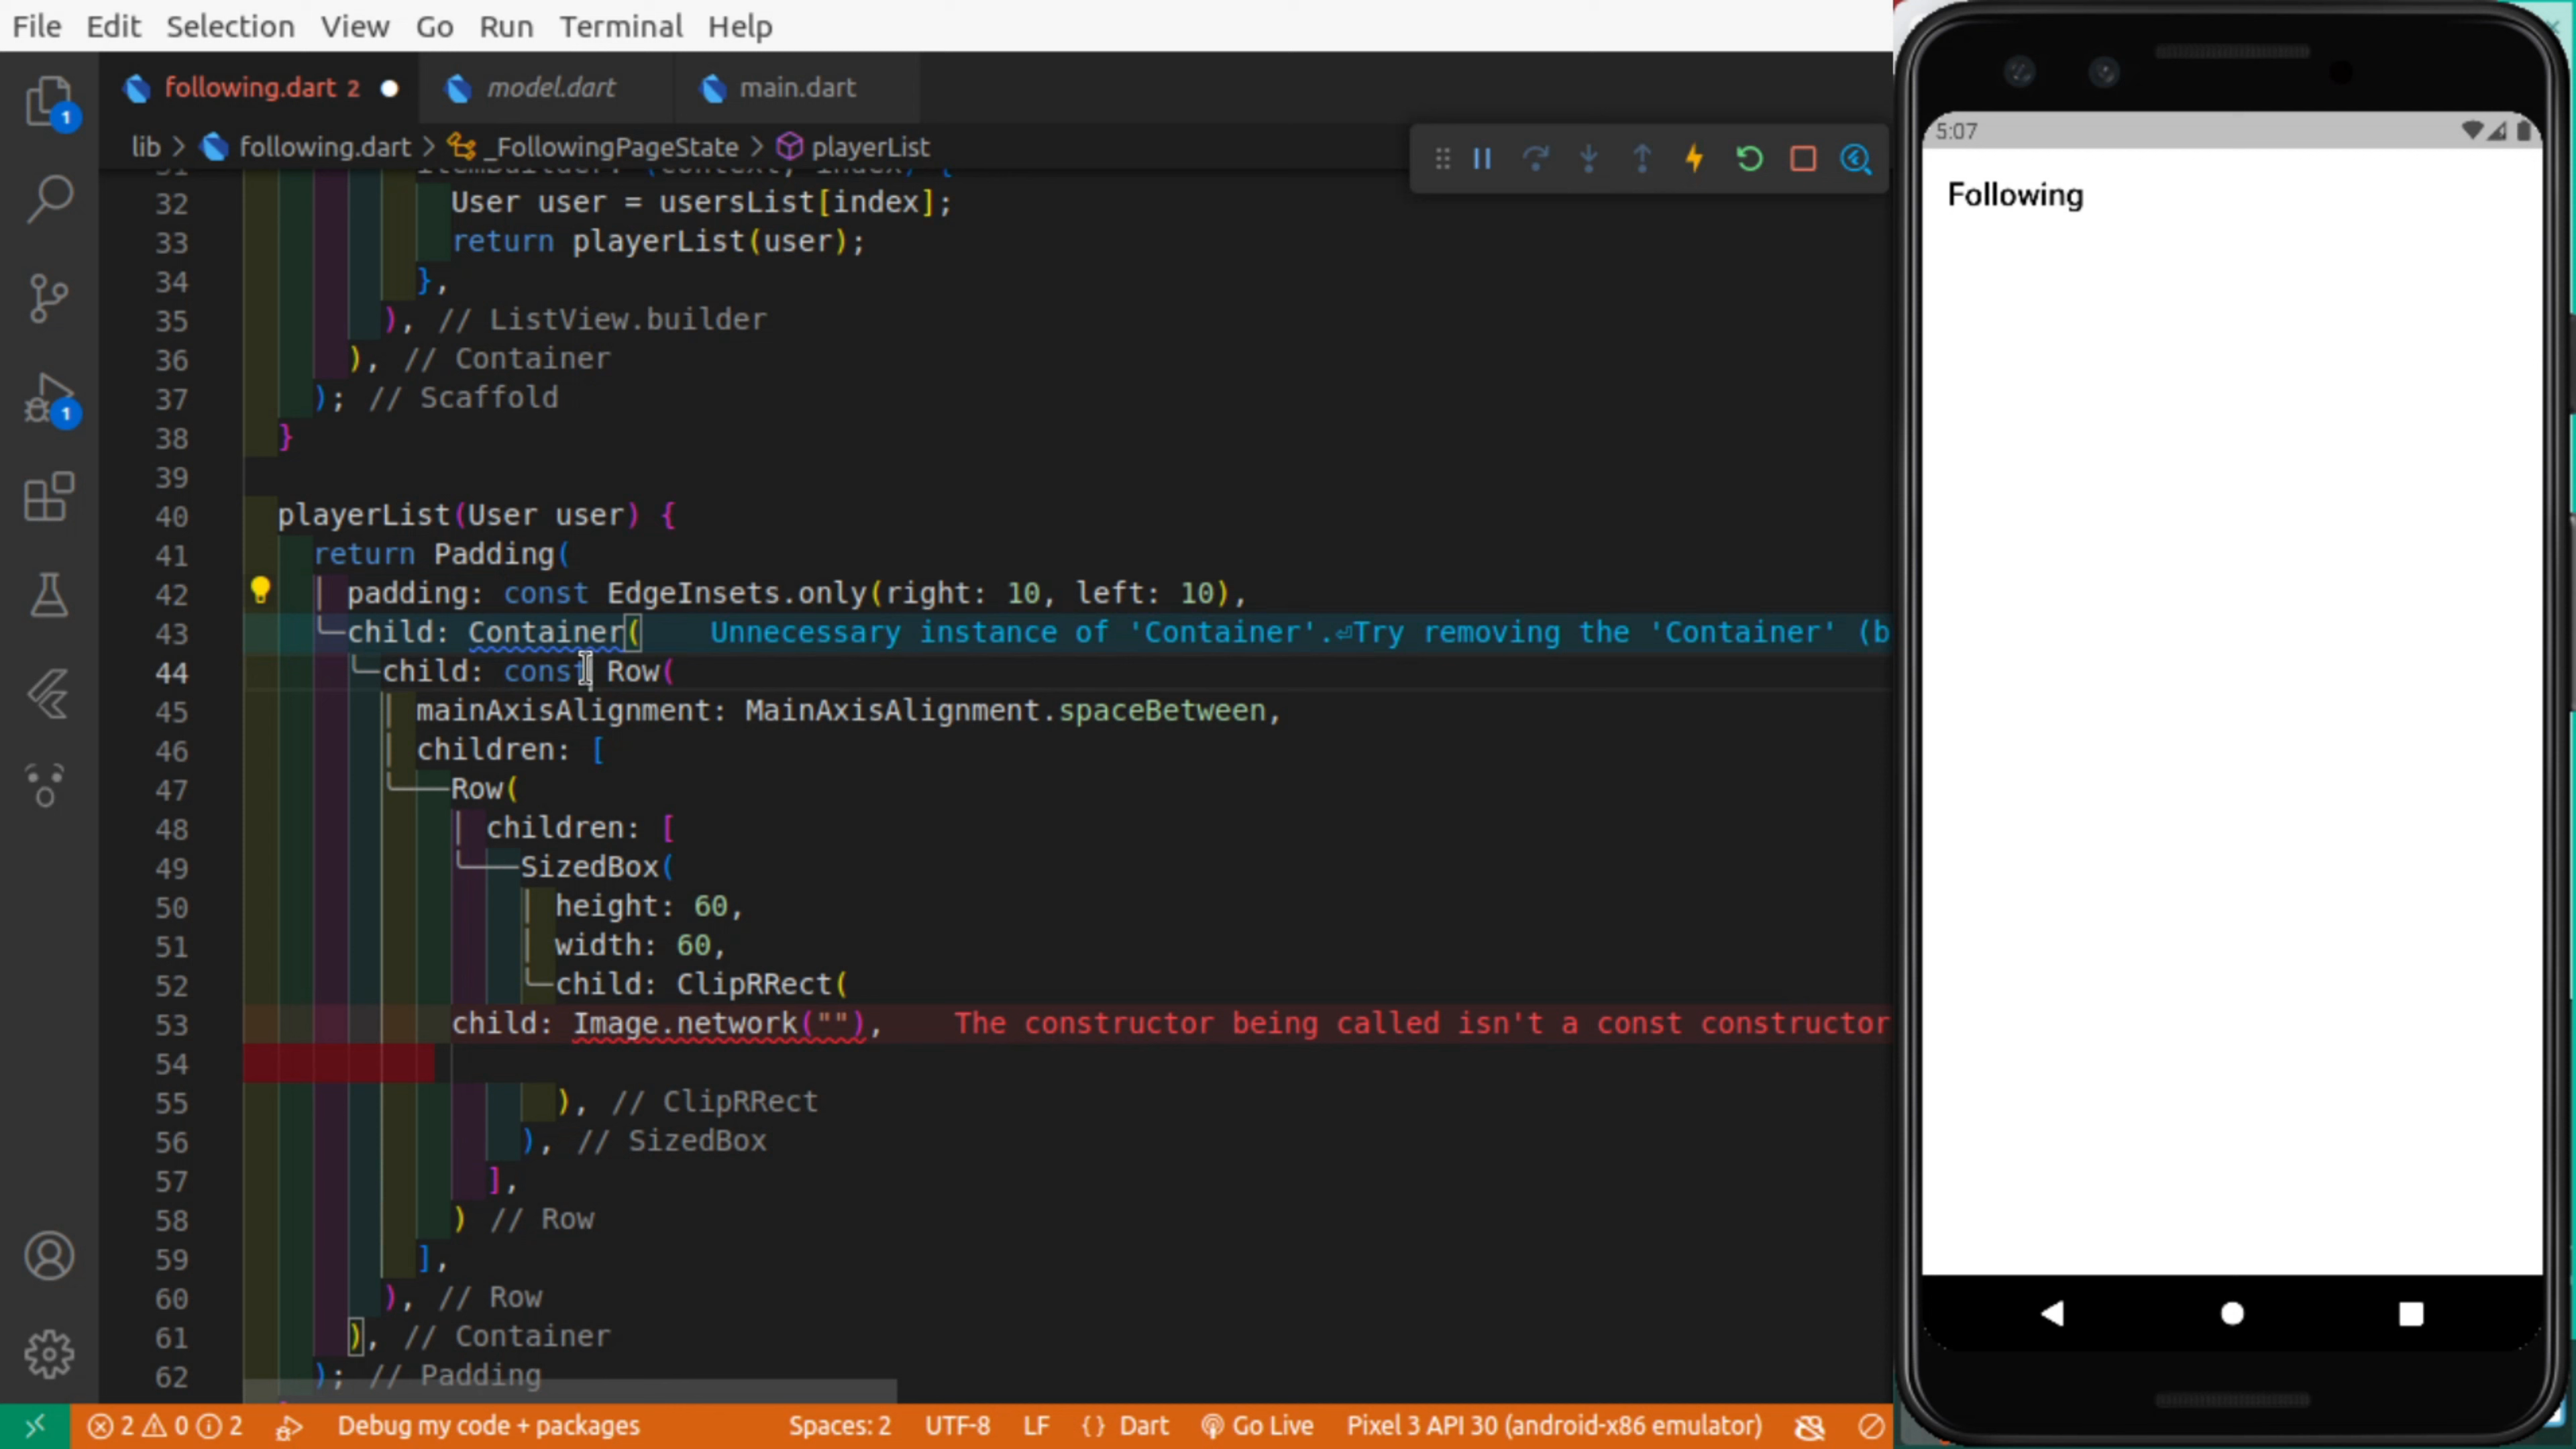 File Edit Selection View Go Run Terminal Help
following.dart 2 model.dart main.dart
lib > following.dart > _FollowingPageState > playerList
32 User user = usersList[index];
33 return playerList(user);
34 },
35 ), // ListView.builder
36 ), // Container
37 ); // Scaffold
38 }
39
40 playerList(User user) {
41 return Padding(
42 padding: const EdgeInsets.only(right: 10, left: 10),
43 child: Container( Unnecessary instance of 'Container'.⏎Try removing the 'Container' (b
44 child: const Row(
45 mainAxisAlignment: MainAxisAlignment.spaceBetween,
46 children: [
47 Row(
48 children: [
49 SizedBox(
50 height: 60,
51 width: 60,
52 child: ClipRRect(
53 child: Image.network(""), The constructor being called isn't a const constructor
54
55 ), // ClipRRect
56 ), // SizedBox
57 ],
58 ) // Row
59 ],
60 ), // Row
61 ), // Container
62 ); // Padding
1
1
2 0 2 Debug my code + packages Spaces: 2 UTF-8 LF {} Dart Go Live Pixel 3 API 30 (android-x86 emulator)
5:07
Following